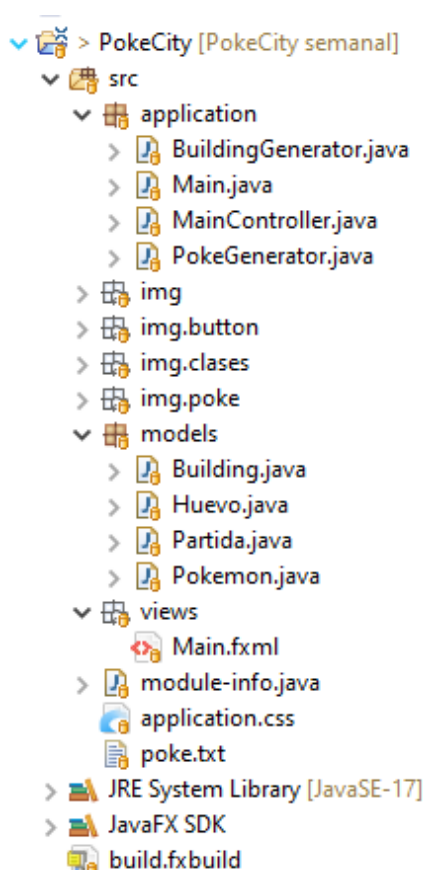 > PokeCity [PokeCity semanal]
src
application
BuildingGenerator.java
Main.java
MainController.java
PokeGenerator.java
img
img.button
img.clases
img.poke
models
Building.java
Huevo.java
Partida.java
Pokemon.java
views
Main.fxml
module-info.java
application.css
poke.txt
JRE System Library [JavaSE-17]
JavaFX SDK
build.fxbuild